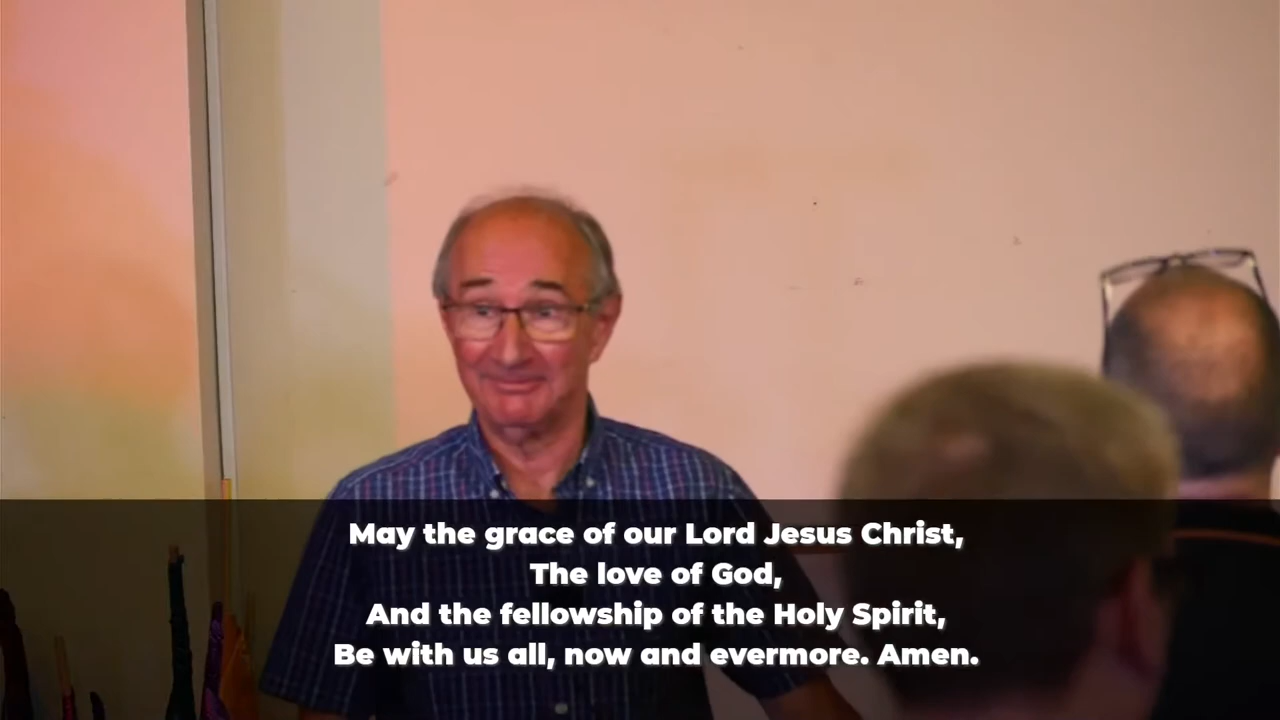 May the grace of our Lord Jesus Christ,
The love of God,
And the fellowship of the Holy Spirit,
Be with us all, now and evermore. Amen.